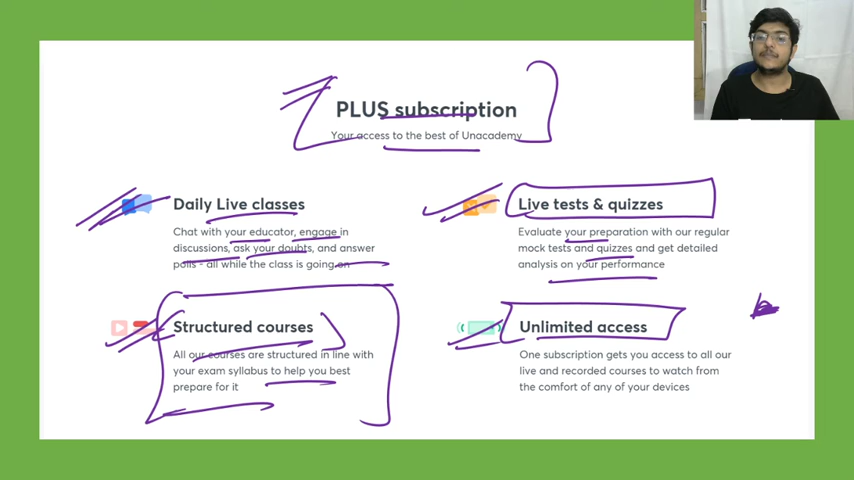 PLUS subscription
Your access to the best of Unacademy
Daily Live classes
Chat with your educator, engage in
discussions, ask your doubts, and answer
polls - all while the class is going on
Live tests & quizzes
Evaluate your preparation with our regular
mock tests and quizzes and get detailed
analysis on your performance
Structured courses
All our courses are structured in line with
your exam syllabus to help you best
prepare for it
Unlimited access
One subscription gets you access to all our
live and recorded courses to watch from
the comfort of any of your devices